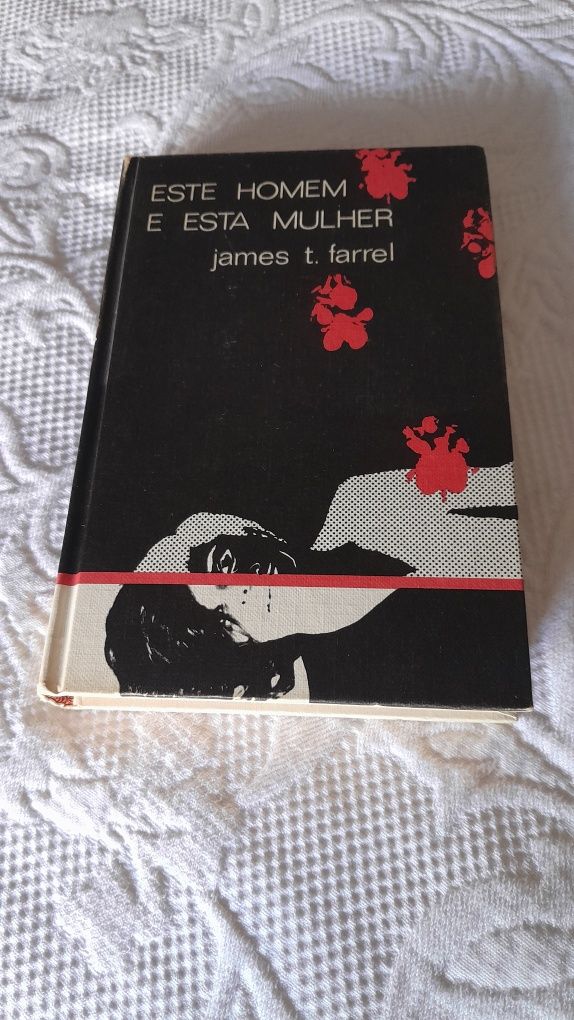 ESTE HOMEM
E ESTA MULHER
james t. farrel